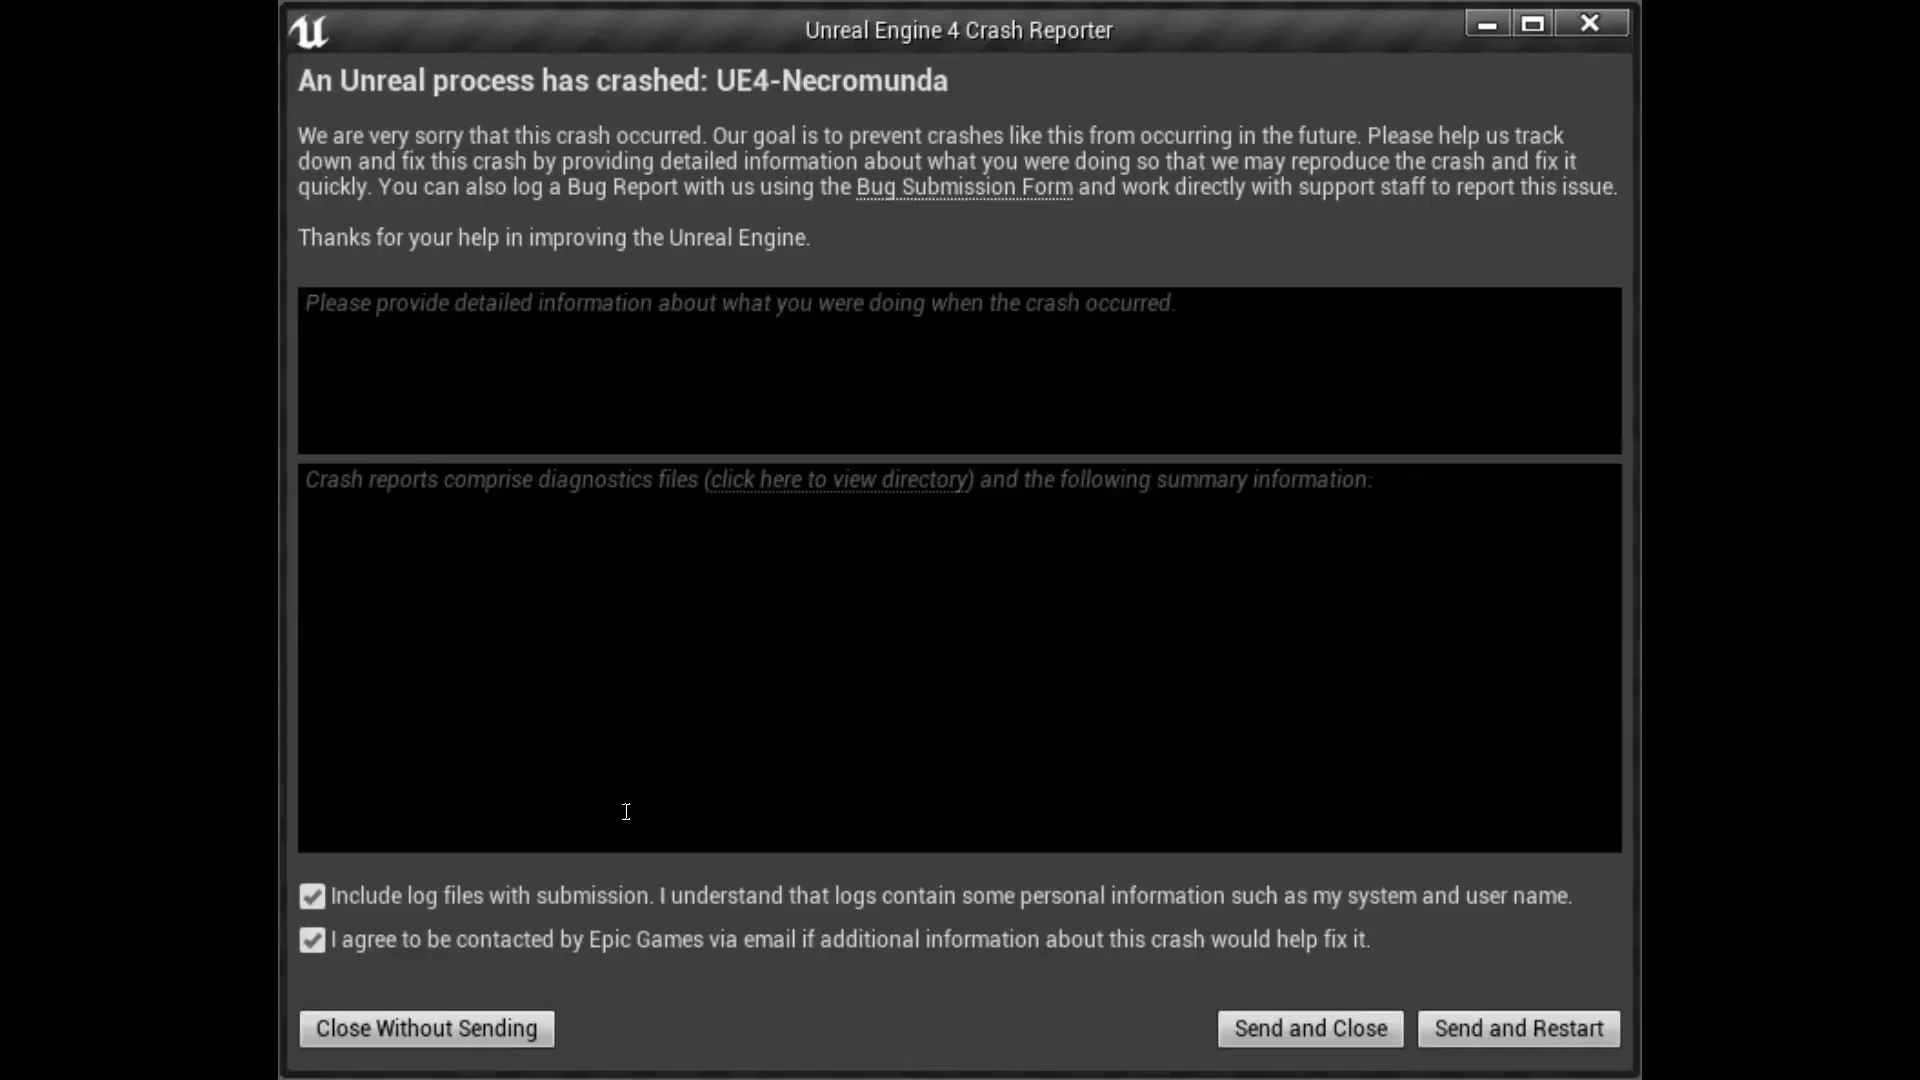 Unreal Engine 4 Crash Reporter
An Unreal process has crashed: UE4-Necromunda
We are very sorry that this crash occurred. Our goal is to prevent crashes like this from occurring in the future. Please help us track
down and fix this crash by providing detailed information about what you were doing so that we may reproduce the crash and fix it
quickly. You can also log a Bug Report with us using the Bug Submission Form and work directly with support staff to report this issue.
Thanks for your help in improving the Unreal Engine.
Please provide detailed information about what you were doing when the crash occurred.
Crash reports comprise diagnostics files (click here to view directory) and the following summary information:
Include log files with submission. I understand that logs contain some personal information such as my system and user name.
I agree to be contacted by Epic Games via email if additional information about this crash would help fix it.
Close Without Sending
Send and Close
Send and Restart